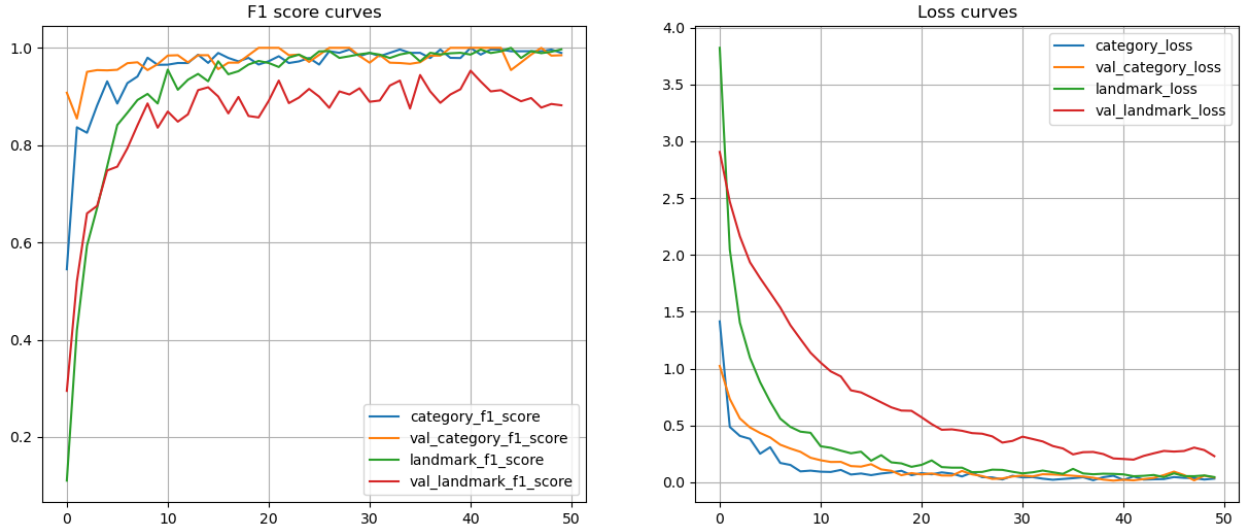 F1 score curves
1.0
0.8
0.6
0.4
0.2
0
10
20
30
40
50
category_f1_score
val_category_f1_score
landmark_f1_score
val_landmark_f1_score
Loss curves
4.0
3.5
3.0
2.5
2.0
1.5
1.0
0.5
0.0
0
10
20
30
40
50
category_loss
val_category_loss
landmark_loss
val_landmark_loss